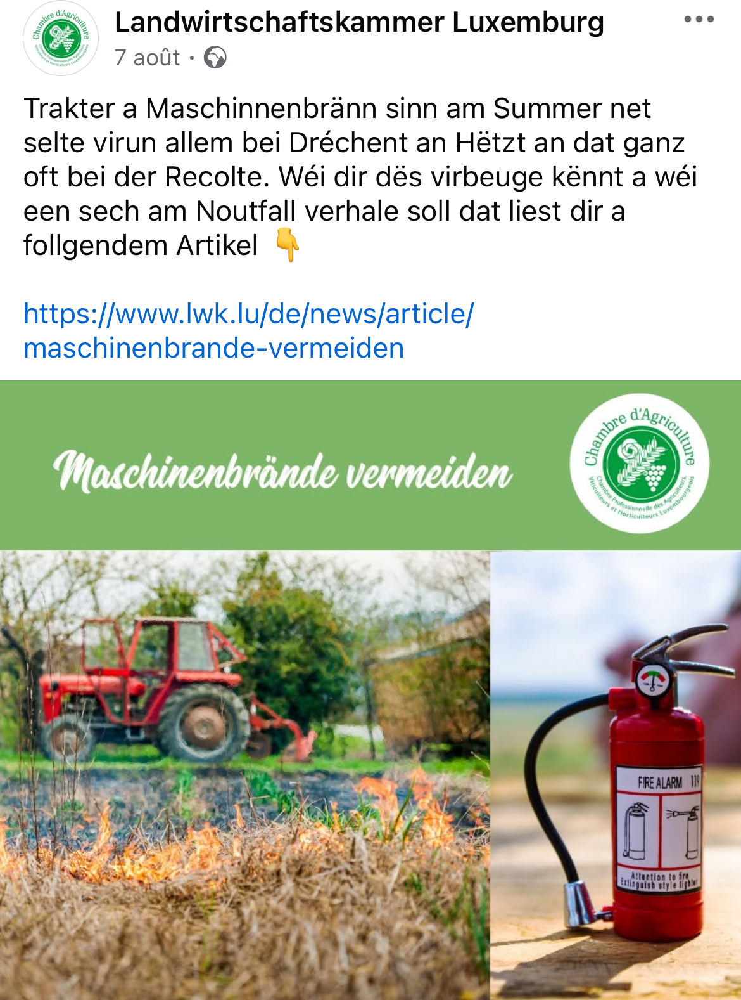 Chambre d'Agriculture
Landwirtschaftskammer Luxemburg
7 août
Trakter a Maschinnenbränn sinn am Summer net
selte virun allem bei Dréchent an Hëtzt an dat ganz
oft bei der Recolte. Wéi dir dës virbeuge kënnt a wéi
een sech am Noutfall verhale soll dat liest dir a
follgendem Artikel 👇
https://www.lwk.lu/de/news/article/
maschinenbrande-vermeiden
Maschinenbrände vermeiden
Chambre d'Agriculture
Chambre Professionnelle des Agriculteurs,
Viticulteurs et Horticulteurs Luxembourgeois
FIRE ALARM 119
Attention to fire
Extinguish style lighter